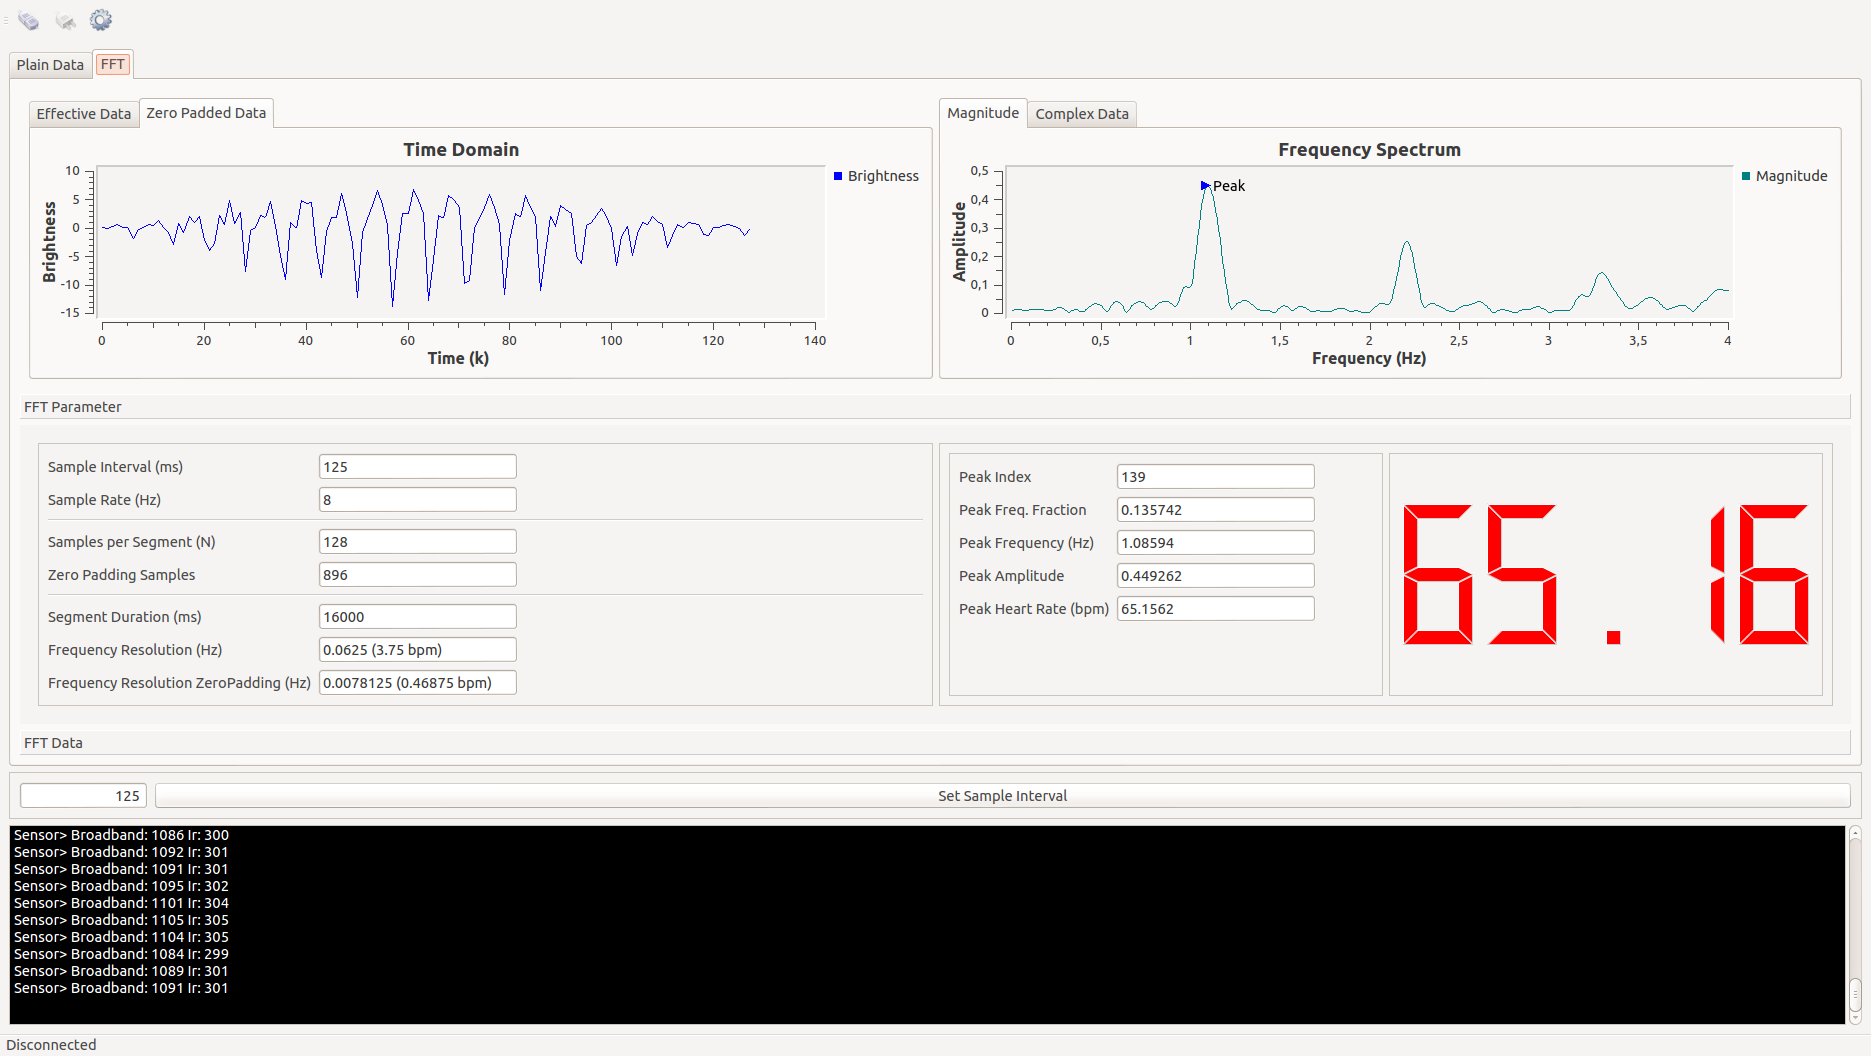 Plain Data FFT
Effective Data Zero Padded Data
Time Domain
Brightness
10
5
0
-5
-10
-15
Brightness
0 20 40 60 80 100 120 140
Time (k)
Magnitude Complex Data
Frequency Spectrum
Magnitude
0,5
0,4
0,3
0,2
0,1
0
Amplitude
Peak
0 0,5 1 1,5 2 2,5 3 3,5 4
Frequency (Hz)
FFT Parameter
Sample Interval (ms) 125
Sample Rate (Hz) 8
Samples per Segment (N) 128
Zero Padding Samples 896
Segment Duration (ms) 16000
Frequency Resolution (Hz) 0.0625 (3.75 bpm)
Frequency Resolution ZeroPadding (Hz) 0.0078125 (0.46875 bpm)
Peak Index 139
Peak Freq. Fraction 0.135742
Peak Frequency (Hz) 1.08594
Peak Amplitude 0.449262
Peak Heart Rate (bpm) 65.1562
65.16
FFT Data
125 Set Sample Interval
Sensor> Broadband: 1086 Ir: 300
Sensor> Broadband: 1092 Ir: 301
Sensor> Broadband: 1091 Ir: 301
Sensor> Broadband: 1095 Ir: 302
Sensor> Broadband: 1101 Ir: 304
Sensor> Broadband: 1105 Ir: 305
Sensor> Broadband: 1104 Ir: 305
Sensor> Broadband: 1084 Ir: 299
Sensor> Broadband: 1089 Ir: 301
Sensor> Broadband: 1091 Ir: 301
Disconnected